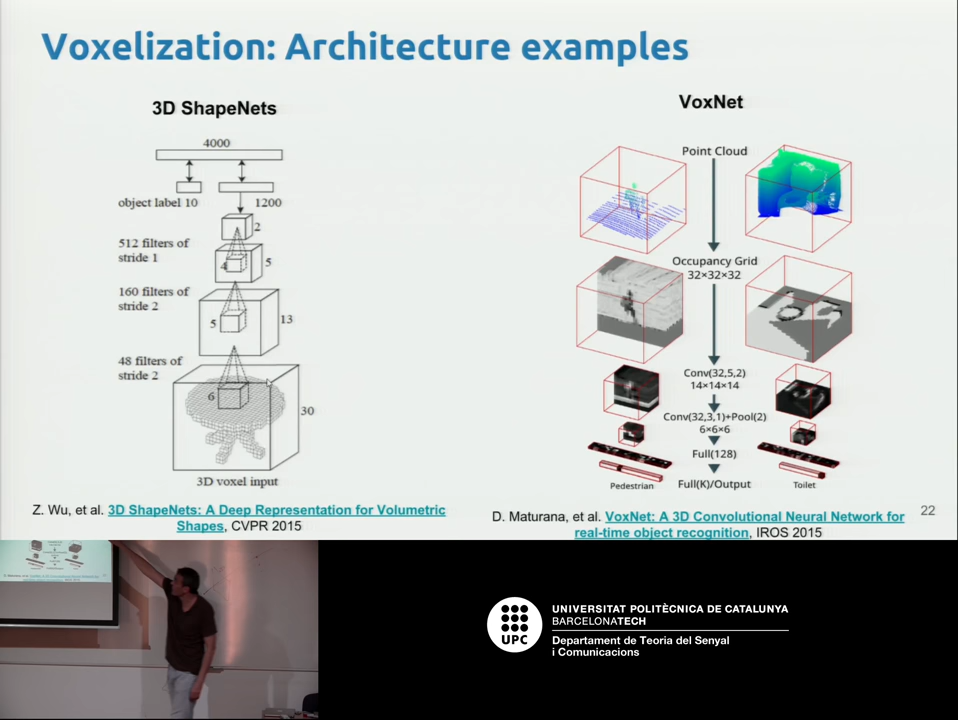 Voxelization: Architecture examples
3D ShapeNets
4000
object label 10
1200
2
512 filters of
stride 1
4
5
160 filters of
stride 2
5
13
48 filters of
stride 2
6
30
3D voxel input
Z. Wu, et al. 3D ShapeNets: A Deep Representation for Volumetric
Shapes, CVPR 2015
VoxNet
Point Cloud
Occupancy Grid
32×32×32
Conv(32,5,2)
14×14×14
Conv(32,3,1)+Pool(2)
6×6×6
Full(128)
Pedestrian
Full(K)/Output
Toilet
D. Maturana, et al. VoxNet: A 3D Convolutional Neural Network for
real-time object recognition, IROS 2015
22
UPC
UNIVERSITAT POLITÈCNICA DE CATALUNYA
BARCELONATECH
Departament de Teoria del Senyal
i Comunicacions